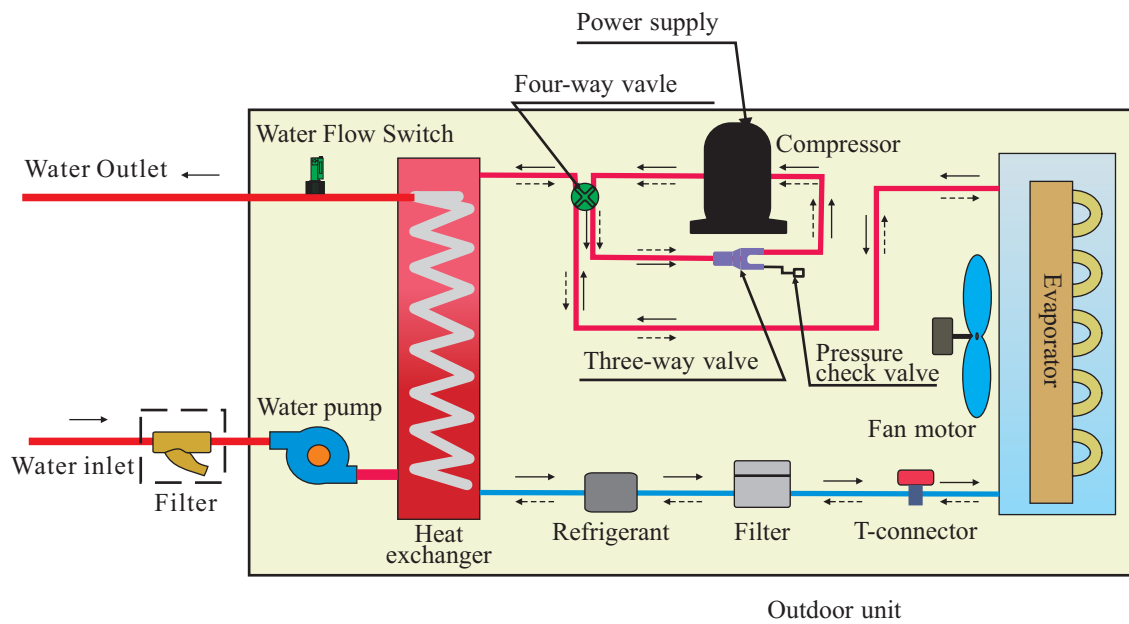 Power supply
Four-way vavle
Water Flow Switch
Compressor
Water Outlet
Evaporator
Three-way valve
Pressure
check valve
Water pump
Fan motor
Water inlet
Filter
Heat
exchanger
Refrigerant
Filter
T-connector
Outdoor unit